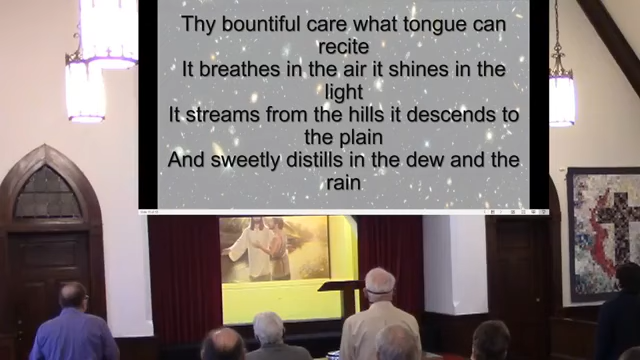 Thy bountiful care what tongue can
recite
It breathes in the air it shines in the
light
It streams from the hills it descends to
the plain
And sweetly distills in the dew and the
rain